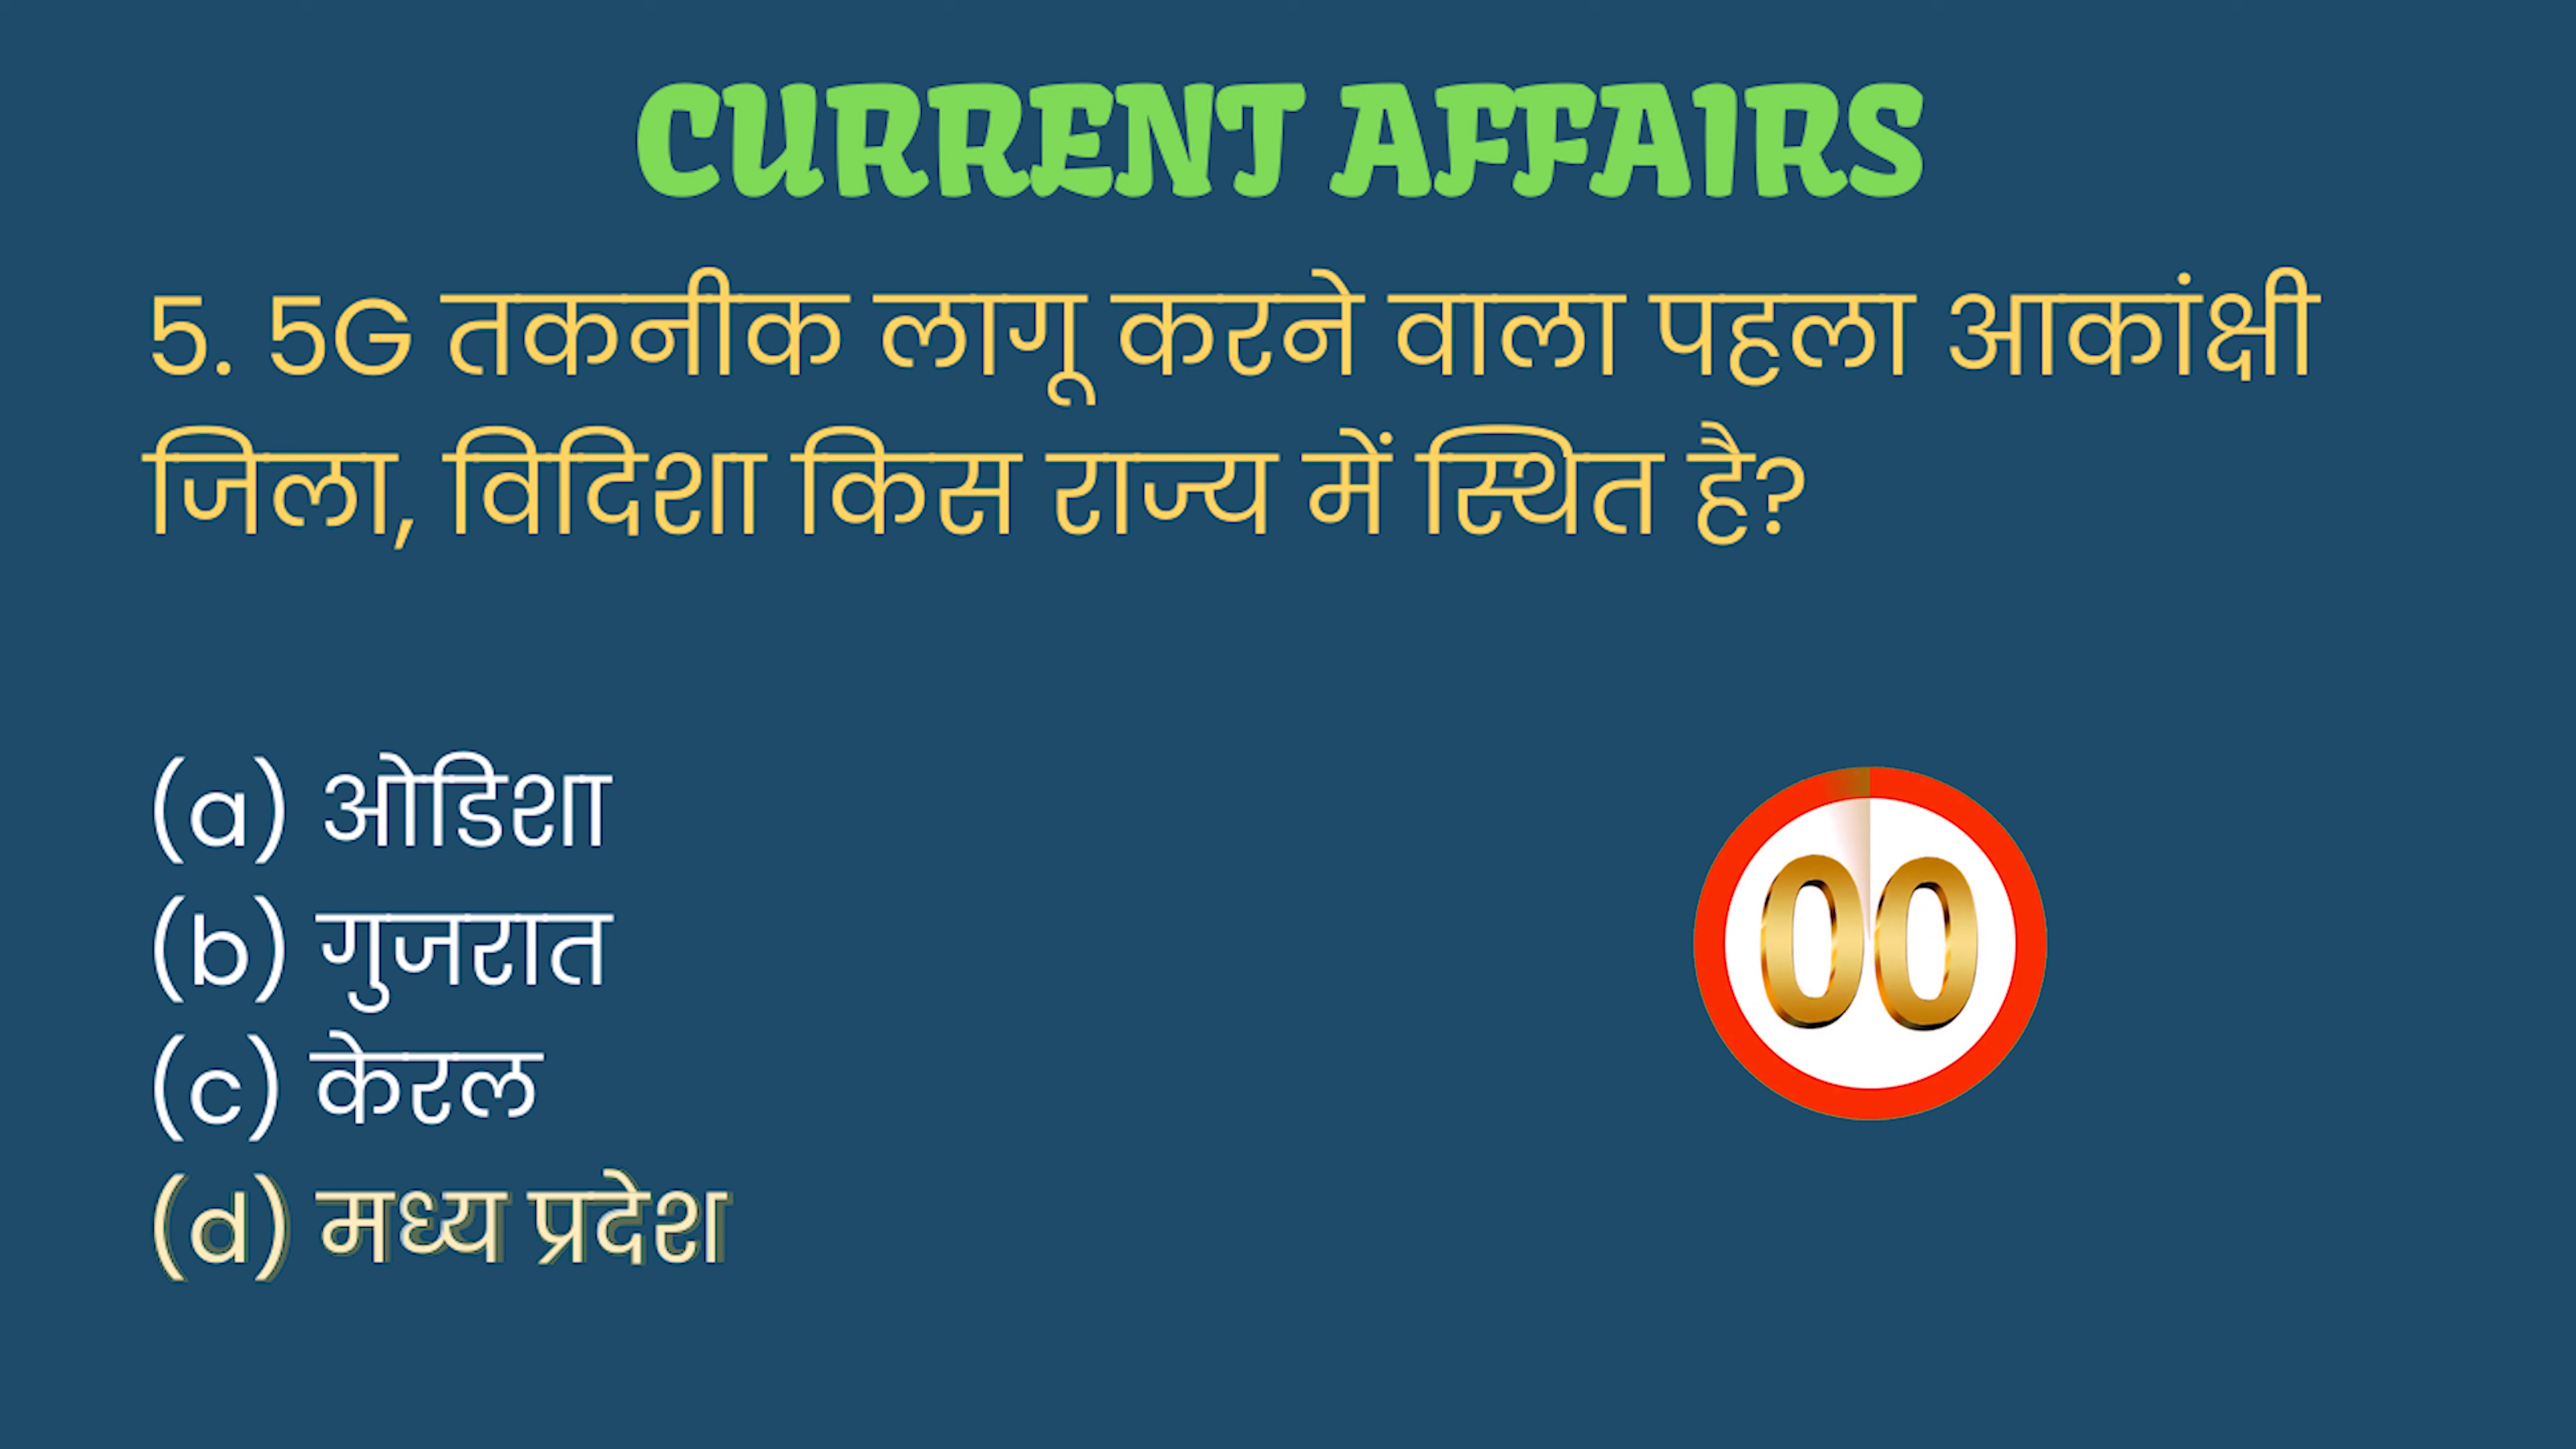 CURRENT AFFAIRS
5. 5G तकनीक लागू करने वाला पहला आकांक्षी
जिला, विदिशा किस राज्य में स्थित है?
(a) ओडिशा
(b) गुजरात
(c) केरल
(d) मध्य प्रदेश
00